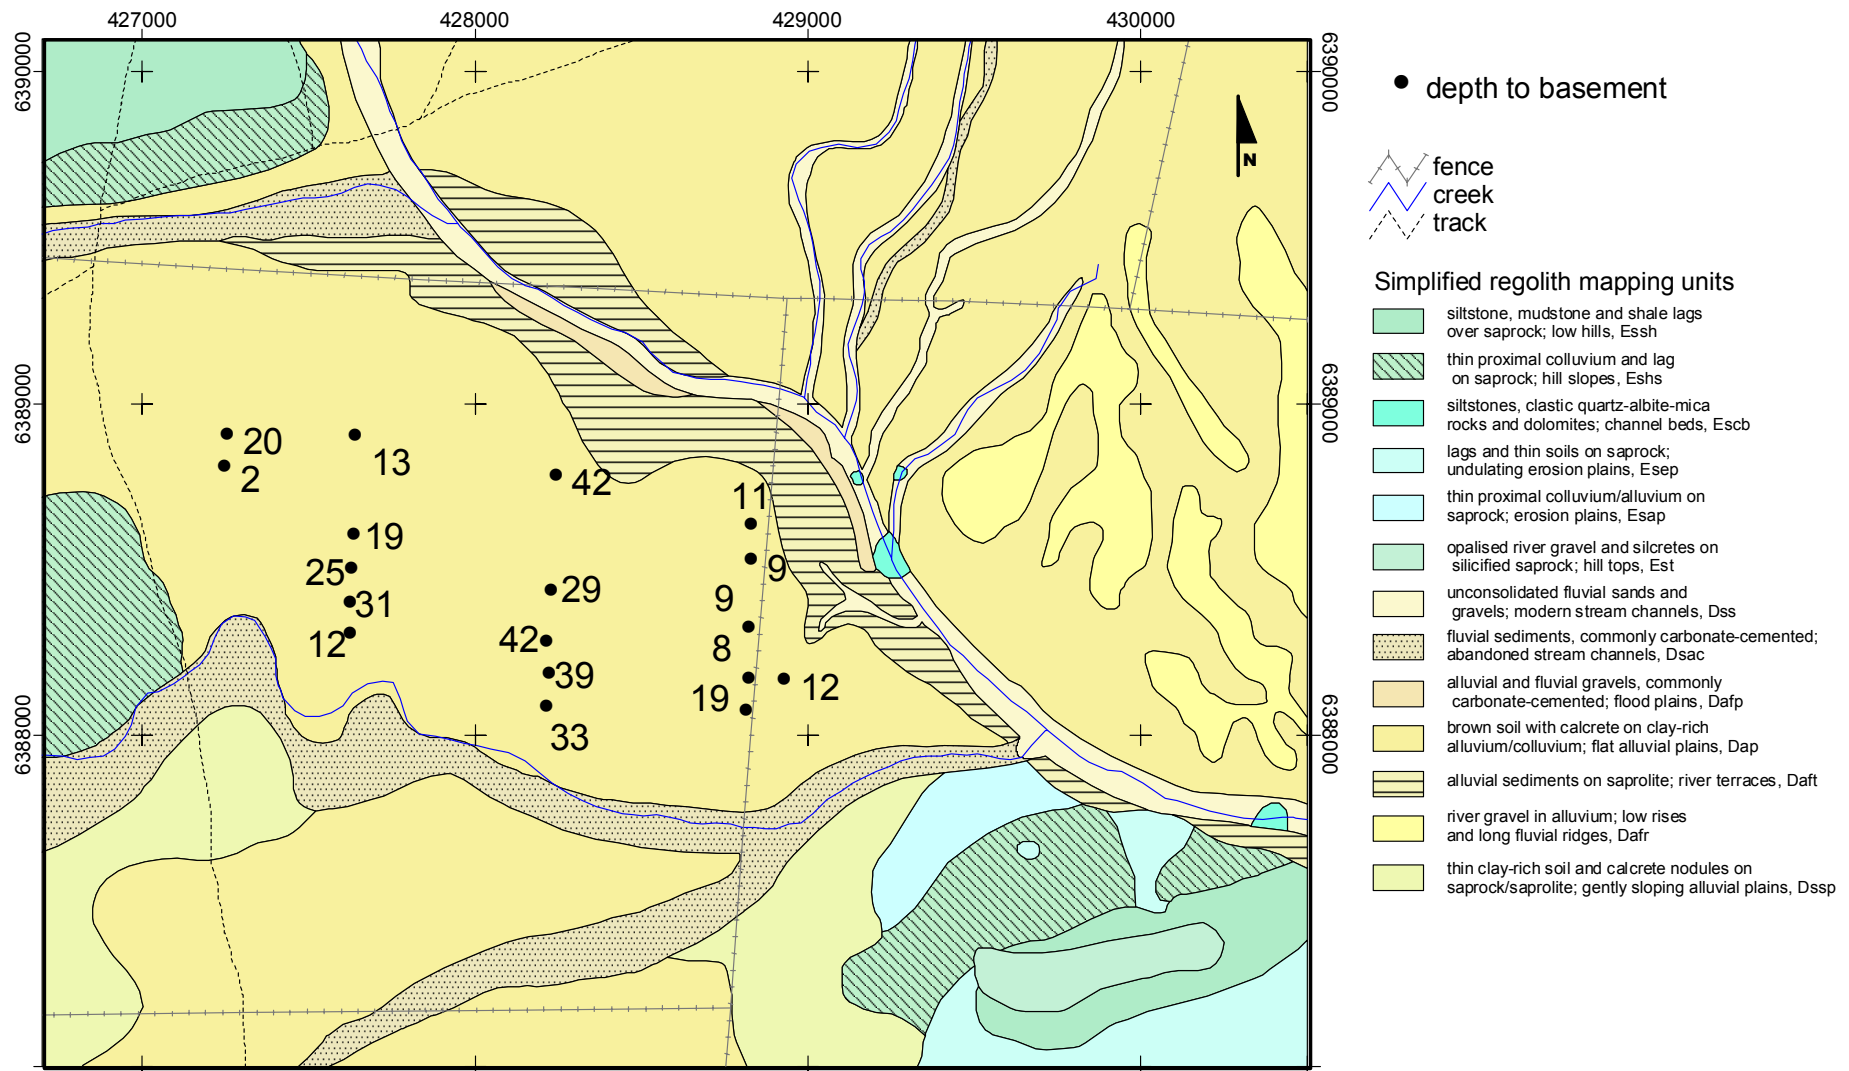 427000
428000
429000
430000
6390000
6390000
depth to basement
N
fence
creek
track
Simplified regolith mapping units
siltstone, mudstone and shale lags
over saprock; low hills, Essh
thin proximal colluvium and lag
on saprock; hill slopes, Eshs
6389000
6389000
siltstones, clastic quartz-albite-mica
rocks and dolomites; channel beds, Escb
20
13
2
42
11
lags and thin soils on saprock;
undulating erosion plains, Esep
thin proximal colluvium/alluvium on
saprock; erosion plains, Esap
19
25
9
31
29
9
opalised river gravel and silcretes on
silicified saprock; hill tops, Est
unconsolidated fluvial sands and
gravels; modern stream channels, Dss
12
42
8
39
19
12
33
fluvial sediments, commonly carbonate-cemented;
abandoned stream channels, Dsac
alluvial and fluvial gravels, commonly
carbonate-cemented; flood plains, Dafp
6388000
6388000
brown soil with calcrete on clay-rich
alluvium/colluvium; flat alluvial plains, Dap
alluvial sediments on saprolite; river terraces, Daft
river gravel in alluvium; low rises
and long fluvial ridges, Dafr
thin clay-rich soil and calcrete nodules on
saprock/saprolite; gently sloping alluvial plains, Dssp